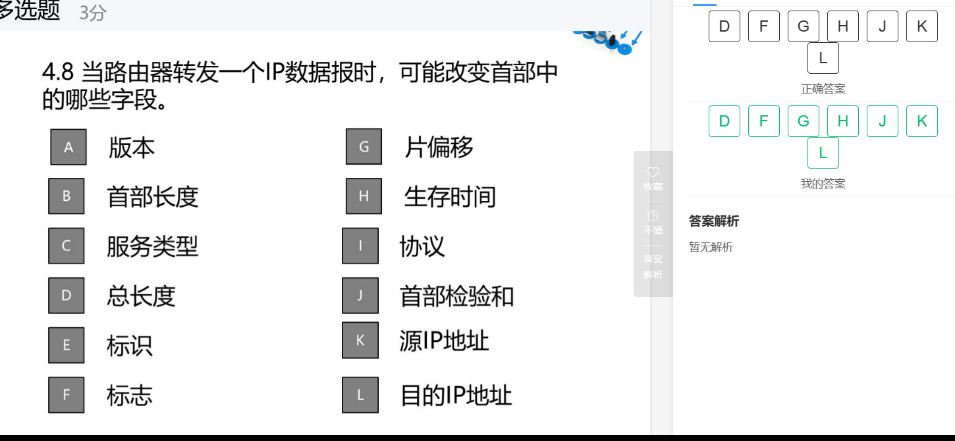 多选题 3分
4.8 当路由器转发一个IP数据报时，可能改变首部中
的哪些字段。
A 版本
B 首部长度
C 服务类型
D 总长度
E 标识
F 标志
G 片偏移
H 生存时间
I 协议
J 首部检验和
K 源IP地址
L 目的IP地址
收藏
不懂
答案
解析
D F G H J K
L
正确答案
D F G H J K
L
我的答案
答案解析
暂无解析